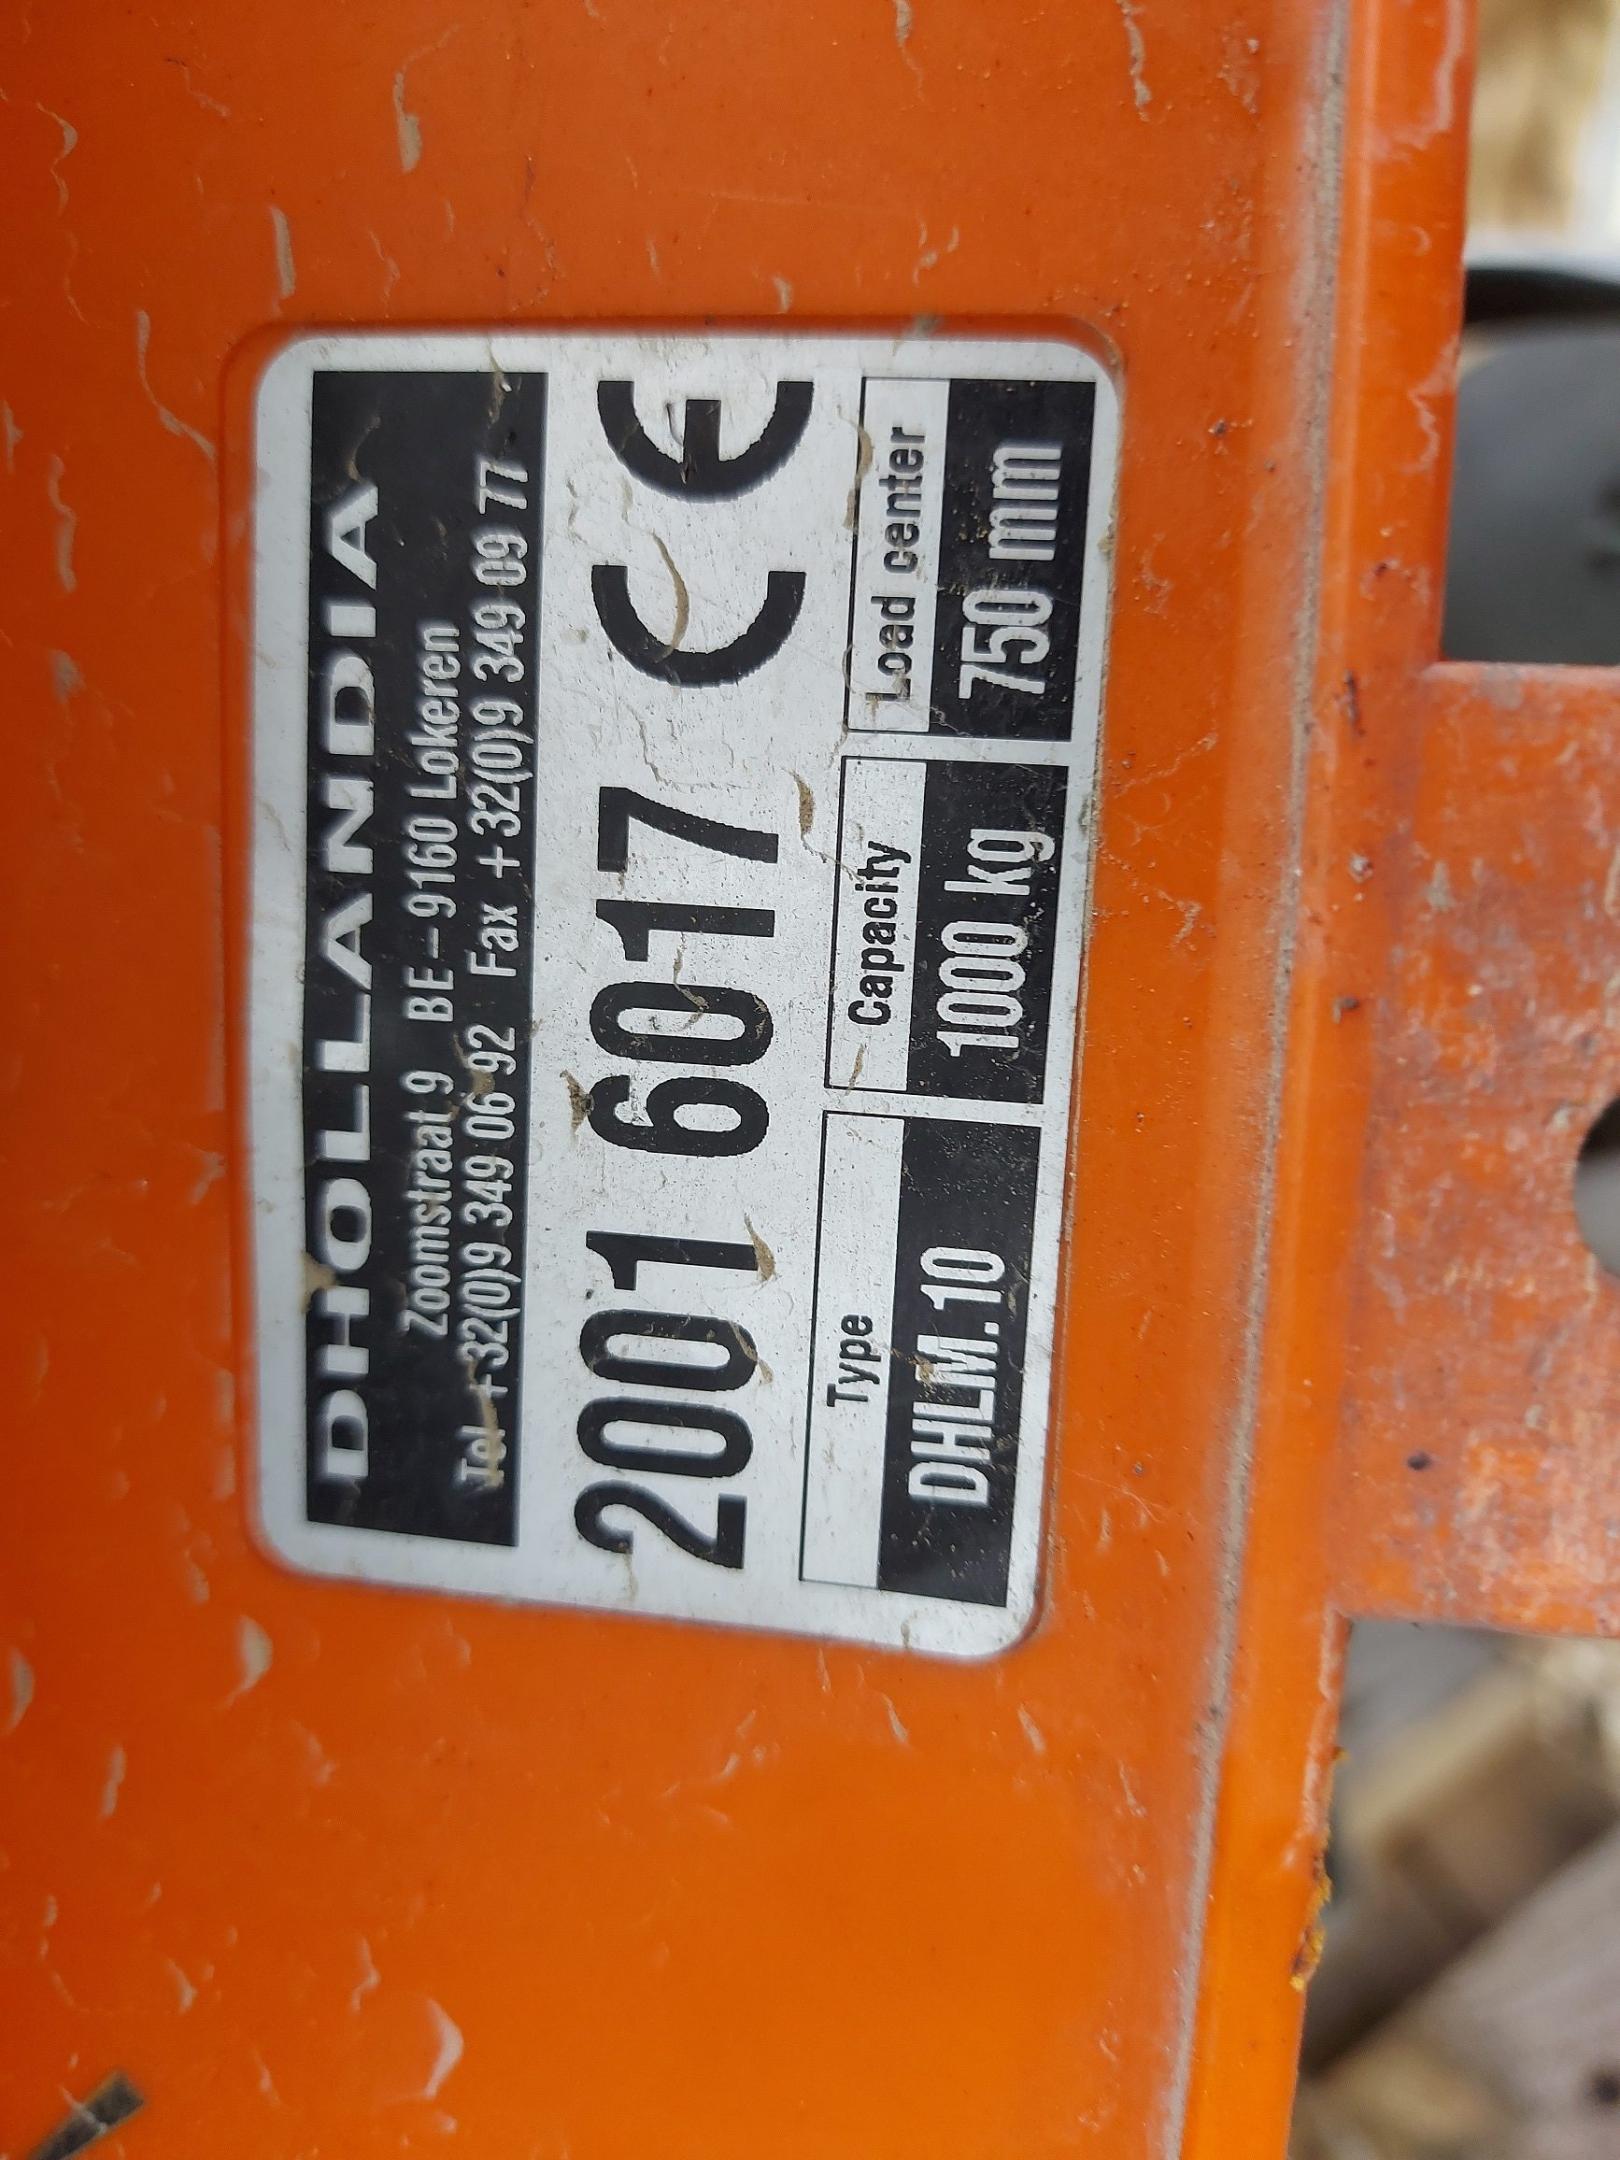 DHOLLANDIA
Zoomstraat 9 BE – 9160 Lokeren
Tel +32(0)9 349 06 92 Fax +32(0)9 349 09 77
2001 6017 CE
Type Capacity Load center
DHLM.10 1000 kg 750 mm